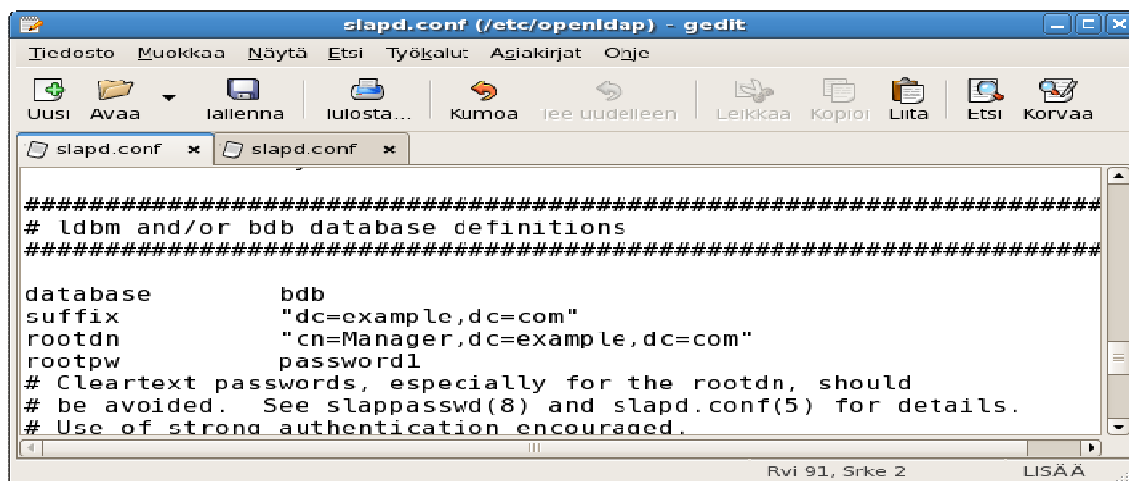 slapd.conf (/etc/openldap) - gedit
Tiedosto Muokkaa Näytä Etsi Työkalut Asiakirjat Ohje
Uusi Avaa Tallenna Tulosta... Kumoa Tee uudelleen Leikkaa Kopioi Liitä Etsi Korvaa
slapd.conf slapd.conf
###################################################################
# ldbm and/or bdb database definitions
###################################################################
database bdb
suffix "dc=example,dc=com"
rootdn "cn=Manager,dc=example,dc=com"
rootpw password1
# Cleartext passwords, especially for the rootdn, should
# be avoided. See slappasswd(8) and slapd.conf(5) for details.
# Use of strong authentication encouraged.
Rvi 91, Srke 2 LISÄÄ